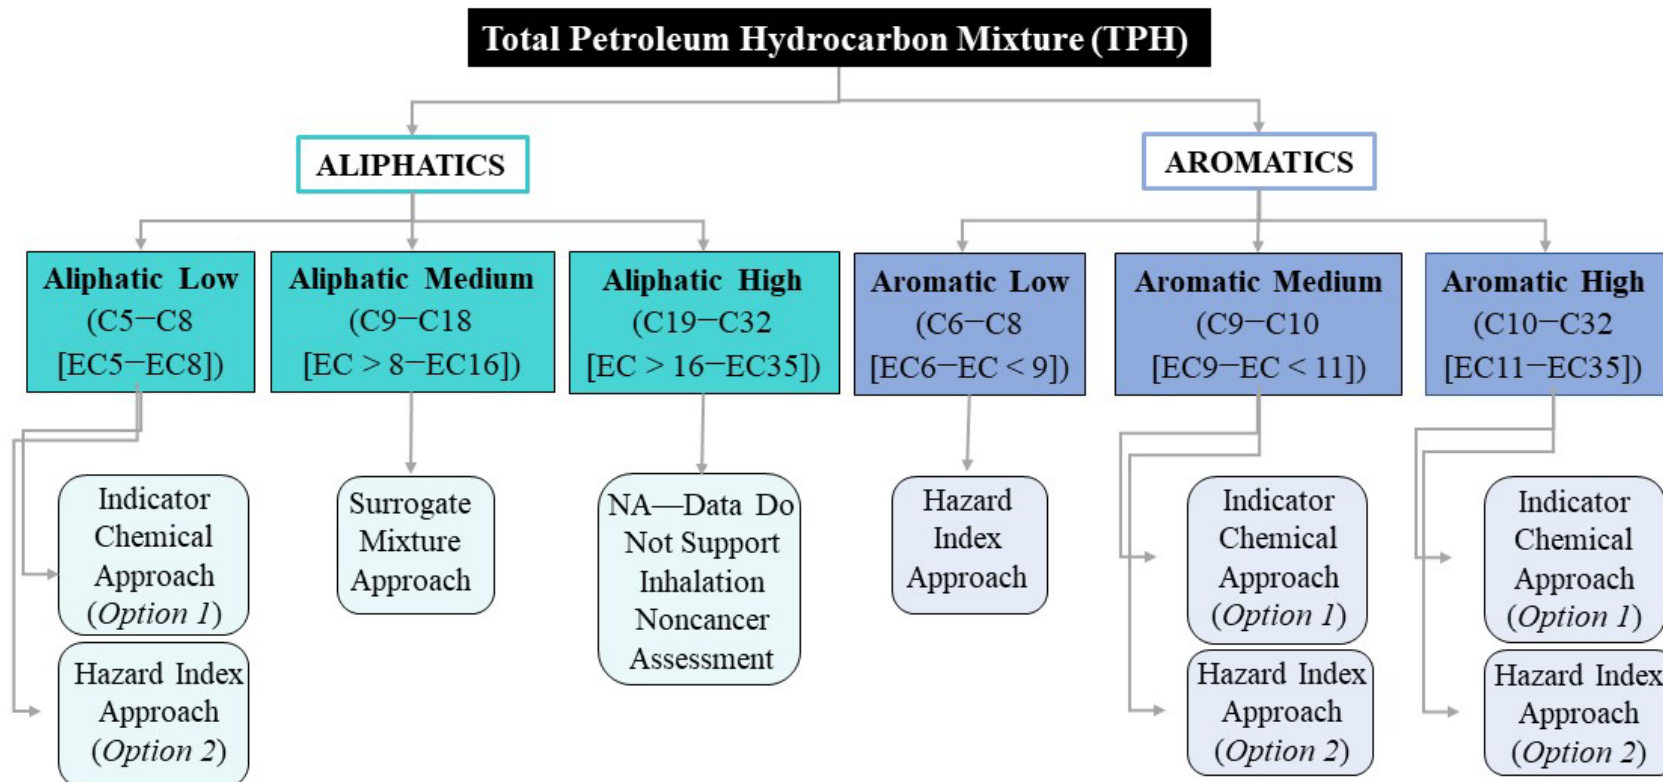 Total Petroleum Hydrocarbon Mixture (TPH)
ALIPHATICS
AROMATICS
Aliphatic Low
(C5–C8
[EC5–EC8])
Aliphatic Medium
(C9–C18
[EC > 8–EC16])
Aliphatic High
(C19–C32
[EC > 16–EC35])
Aromatic Low
(C6–C8
[EC6–EC < 9])
Aromatic Medium
(C9–C10
[EC9–EC < 11])
Aromatic High
(C10–C32
[EC11–EC35])
Indicator
Chemical
Approach
(Option 1)
Hazard Index
Approach
(Option 2)
Surrogate
Mixture
Approach
NA—Data Do
Not Support
Inhalation
Noncancer
Assessment
Hazard
Index
Approach
Indicator
Chemical
Approach
(Option 1)
Hazard Index
Approach
(Option 2)
Indicator
Chemical
Approach
(Option 1)
Hazard Index
Approach
(Option 2)